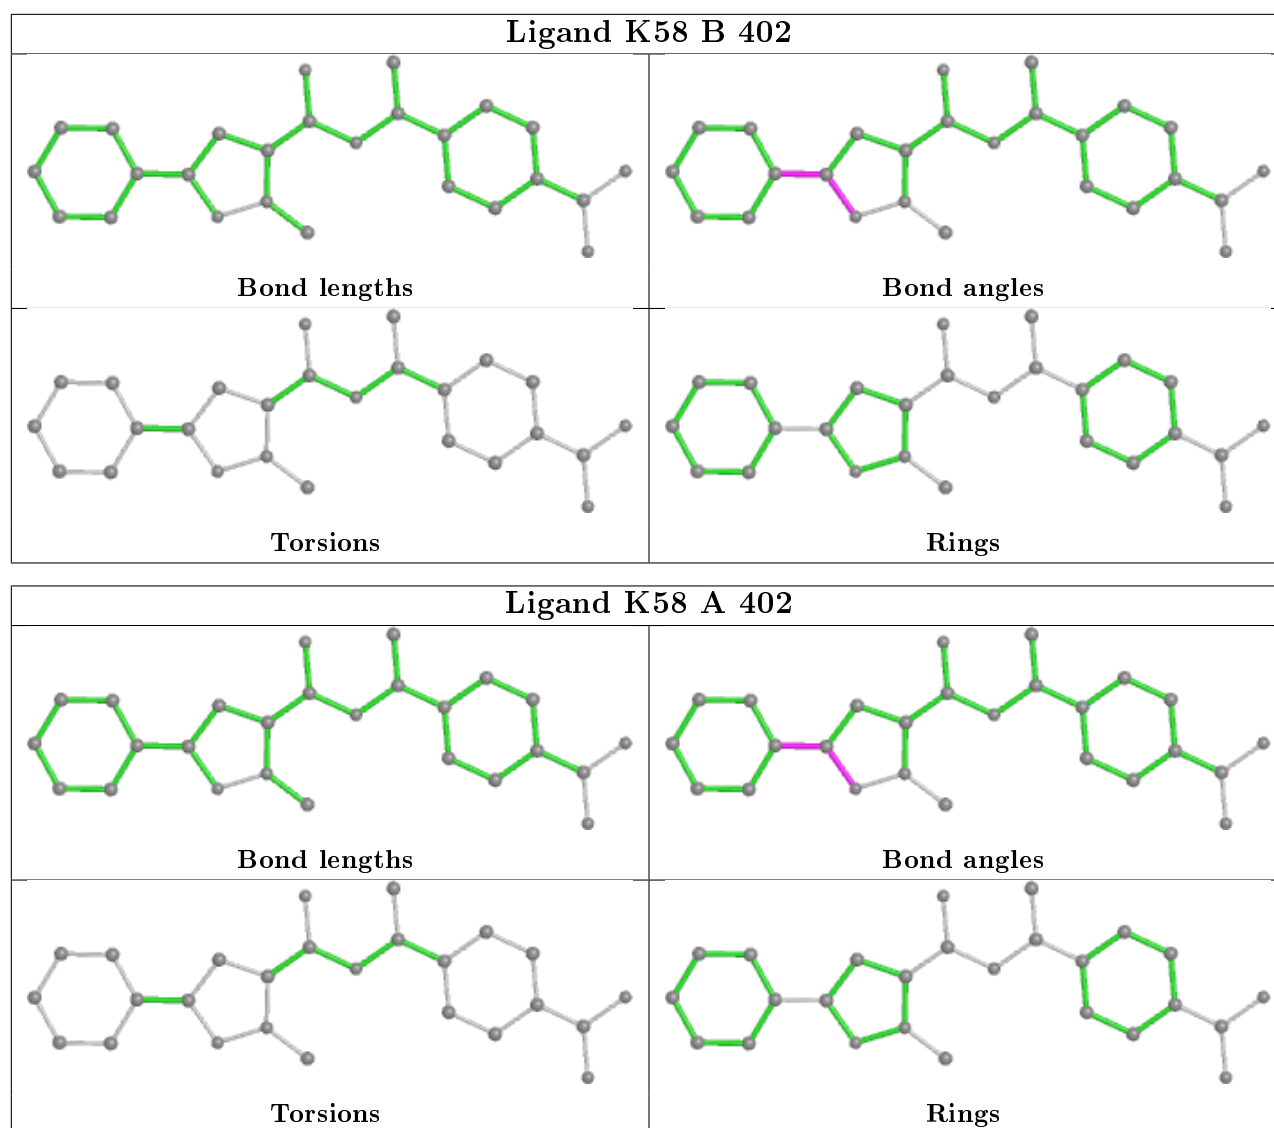 Ligand K58 B 402
Bond lengths
Bond angles
Torsions
Rings
Ligand K58 A 402
Bond lengths
Bond angles
Torsions
Rings